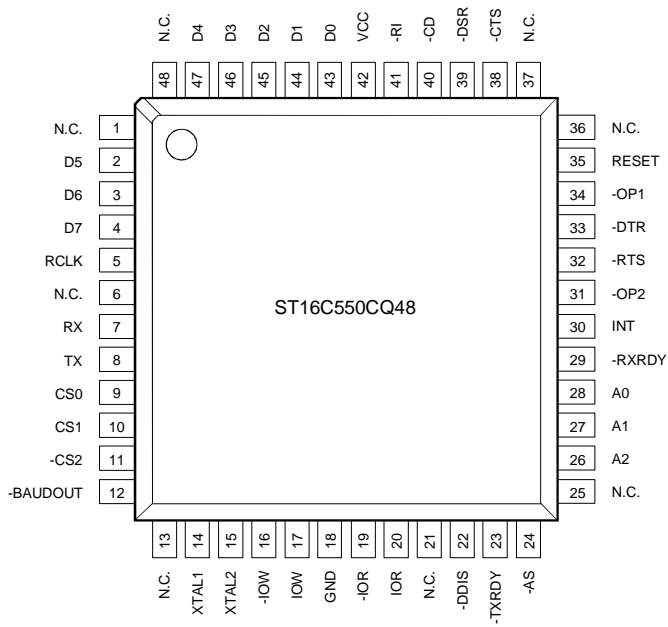 N.C. D4 D3 D2 D1 D0 VCC -RI -CD -DSR -CTS N.C.
48 47 46 45 44 43 42 41 40 39 38 37
N.C. 1 36 N.C.
D5 2 35 RESET
D6 3 34 -OP1
D7 4 33 -DTR
RCLK 5 32 -RTS
N.C. 6 31 -OP2
ST16C550CQ48
RX 7 30 INT
TX 8 29 -RXRDY
CS0 9 28 A0
CS1 10 27 A1
-CS2 11 26 A2
-BAUDOUT 12 25 N.C.
13 14 15 16 17 18 19 20 21 22 23 24
N.C. XTAL1 XTAL2 -IOW IOW GND -IOR IOR N.C. -DDIS -TXRDY -AS